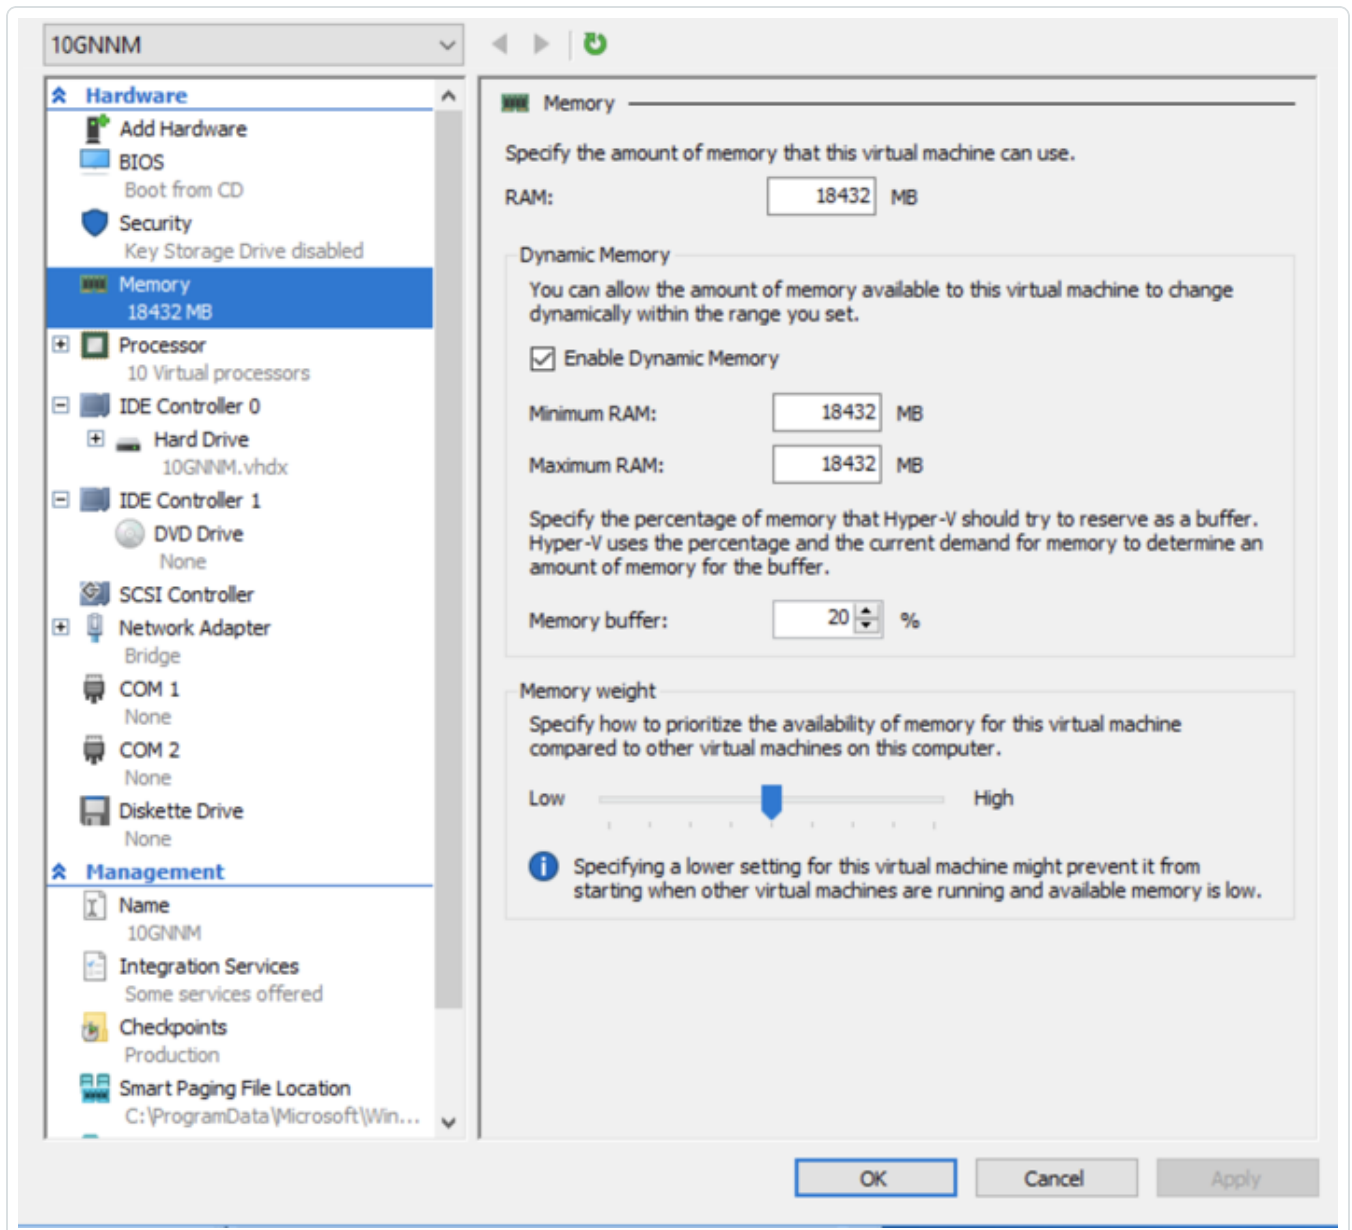 10GNNM
Hardware
Add Hardware
BIOS
Boot from CD
Security
Key Storage Drive disabled
Memory
18432 MB
Processor
10 Virtual processors
IDE Controller 0
Hard Drive
10GNNM.vhdx
IDE Controller 1
DVD Drive
None
SCSI Controller
Network Adapter
Bridge
COM 1
None
COM 2
None
Diskette Drive
None
Management
Name
10GNNM
Integration Services
Some services offered
Checkpoints
Production
Smart Paging File Location
C:\ProgramData\Microsoft\Win...
Memory
Specify the amount of memory that this virtual machine can use.
RAM: 18432 MB
Dynamic Memory
You can allow the amount of memory available to this virtual machine to change
dynamically within the range you set.
Enable Dynamic Memory
Minimum RAM: 18432 MB
Maximum RAM: 18432 MB
Specify the percentage of memory that Hyper-V should try to reserve as a buffer.
Hyper-V uses the percentage and the current demand for memory to determine an
amount of memory for the buffer.
Memory buffer: 20 %
Memory weight
Specify how to prioritize the availability of memory for this virtual machine
compared to other virtual machines on this computer.
Low High
Specifying a lower setting for this virtual machine might prevent it from
starting when other virtual machines are running and available memory is low.
OK Cancel Apply